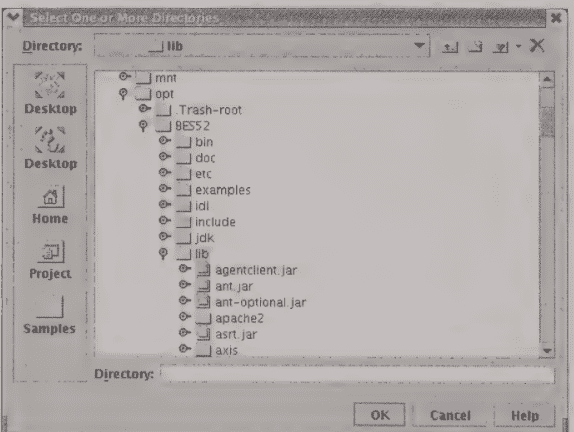 Select One or More Directories
Directory: lib
mnt
opt
.Trash-root
BES52
bin
doc
etc
examples
idl
include
jdk
lib
agentclient.jar
ant.jar
ant-optional.jar
apache2
asrt.jar
axis
Desktop
Desktop
Home
Project
Samples
Directory:
OK Cancel Help